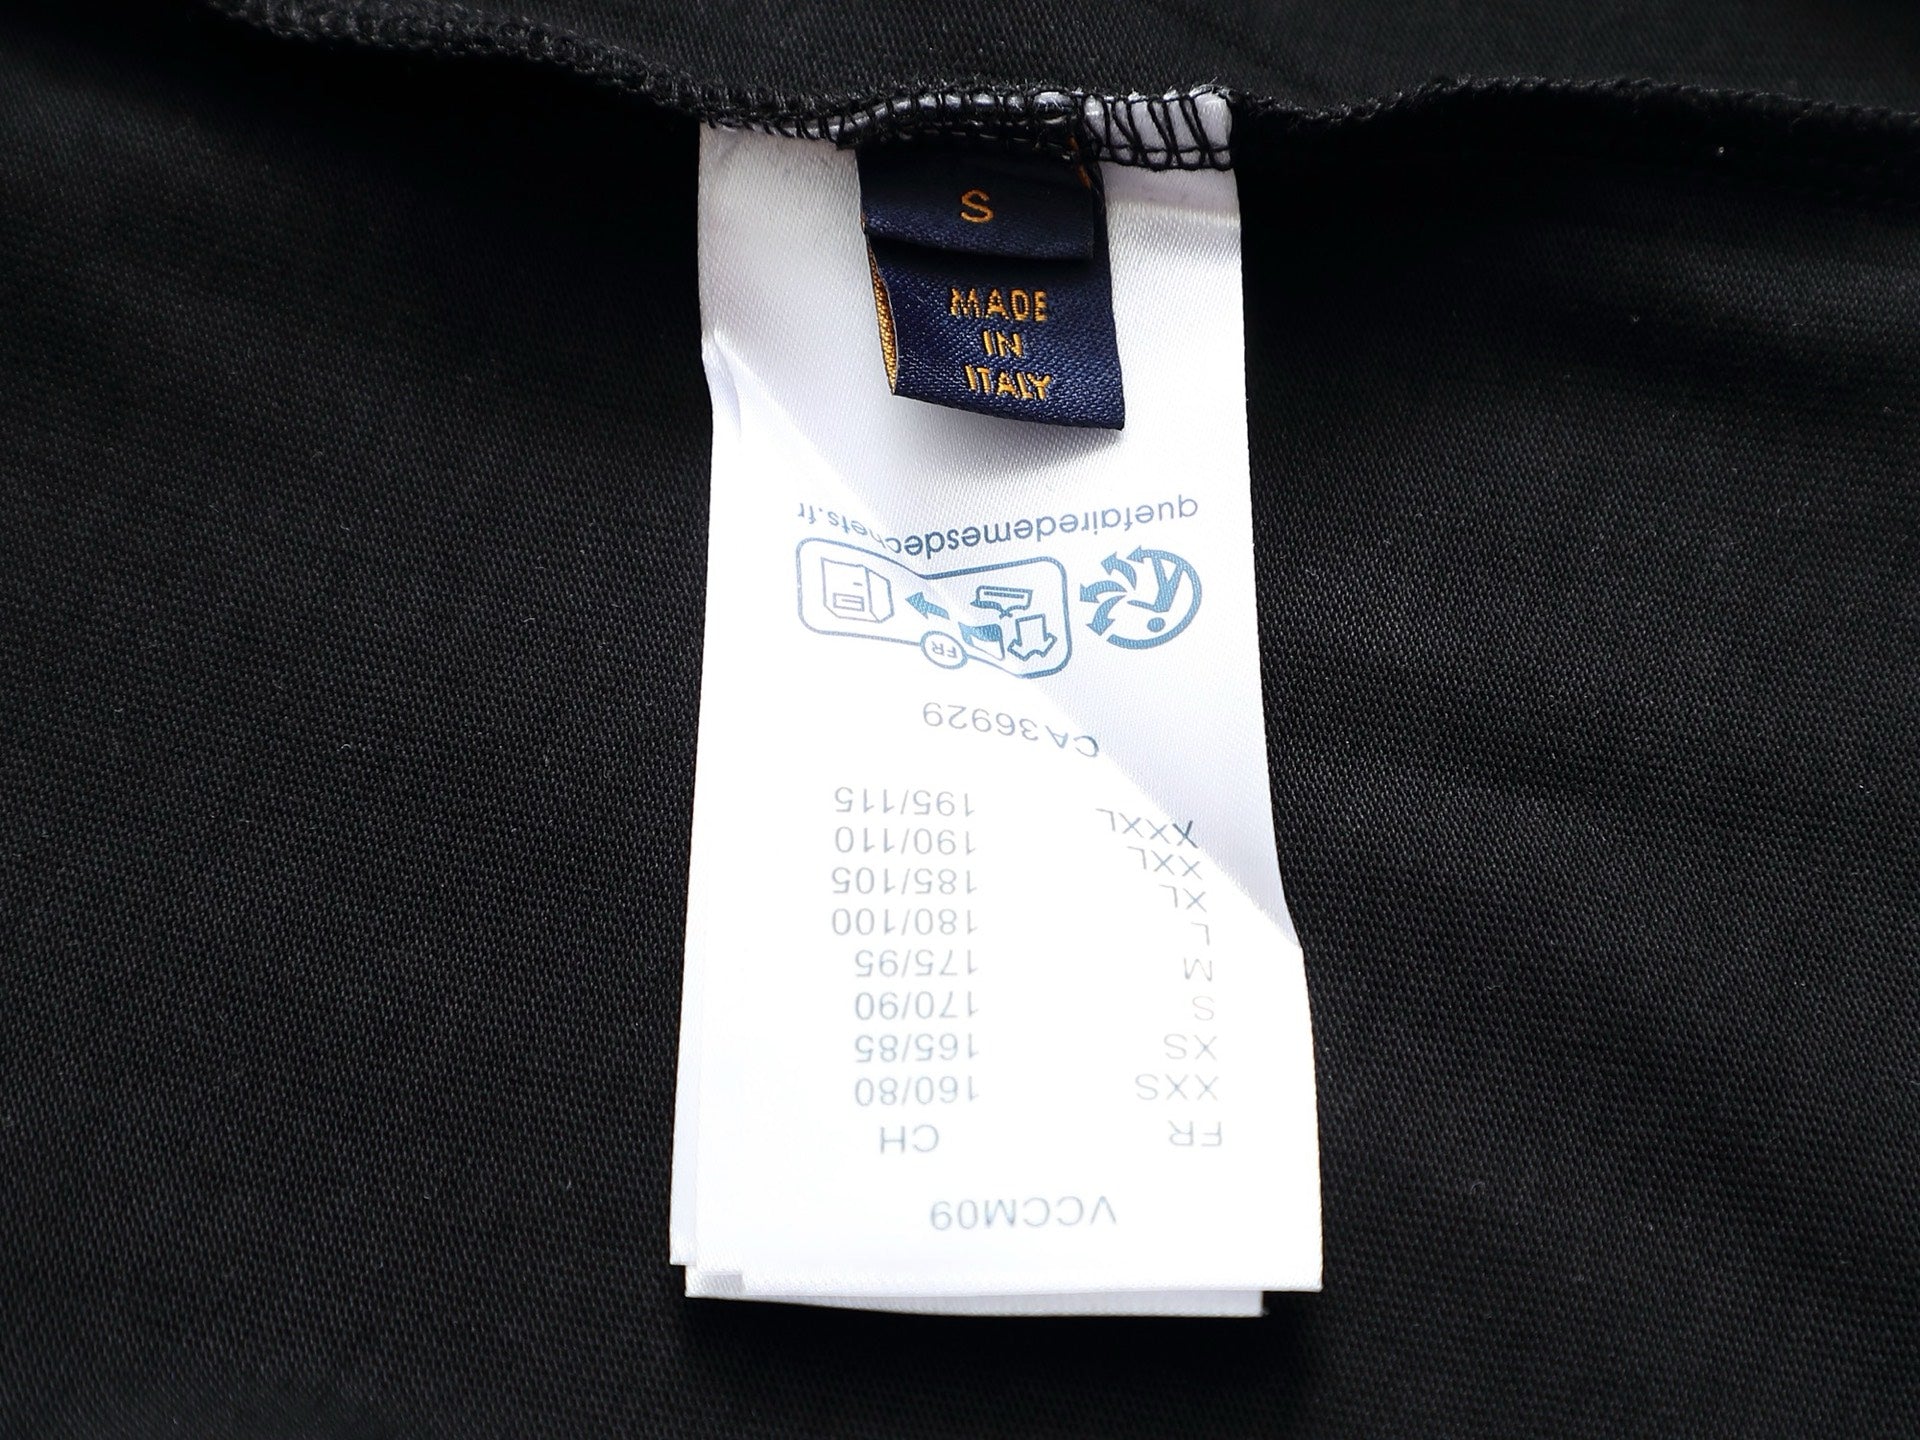 S
MADE
IN
ITALY
VCCM09
FR CH
XXS 160/80
XS 165/85
S 170/90
M 175/95
L 180/100
XL 185/105
XXL 190/110
XXXL 195/115
CA36929
FR
quefairedemesdechets.fr